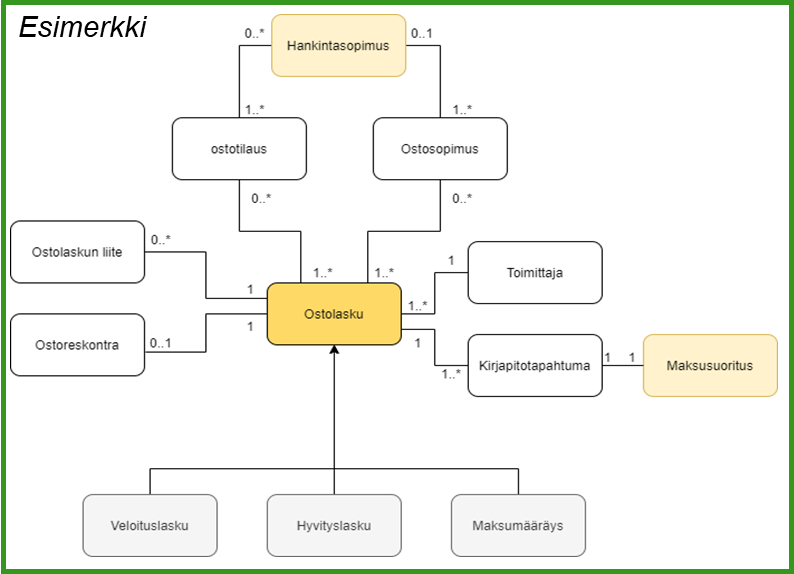 Esimerkki
0..*
Hankintasopimus
0..1
1..*
1..*
ostotilaus
Ostosopimus
0..*
0..*
Ostolaskun liite
0..*
1
1..*
1..*
1
Toimittaja
Ostolasku
1..*
Ostoreskontra
0..1
1
1
1..*
Kirjapitotapahtuma
1
1
Maksusuoritus
Veloituslasku
Hyvityslasku
Maksumääräys